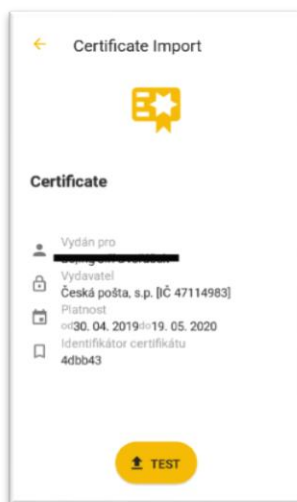 Certificate Import
Certificate
Vydán pro
Vydavatel
Česká pošta, s.p. [IČ 47114983]
Platnost
od30. 04. 2019do19. 05. 2020
Identifikátor certifikátu
4dbb43
TEST